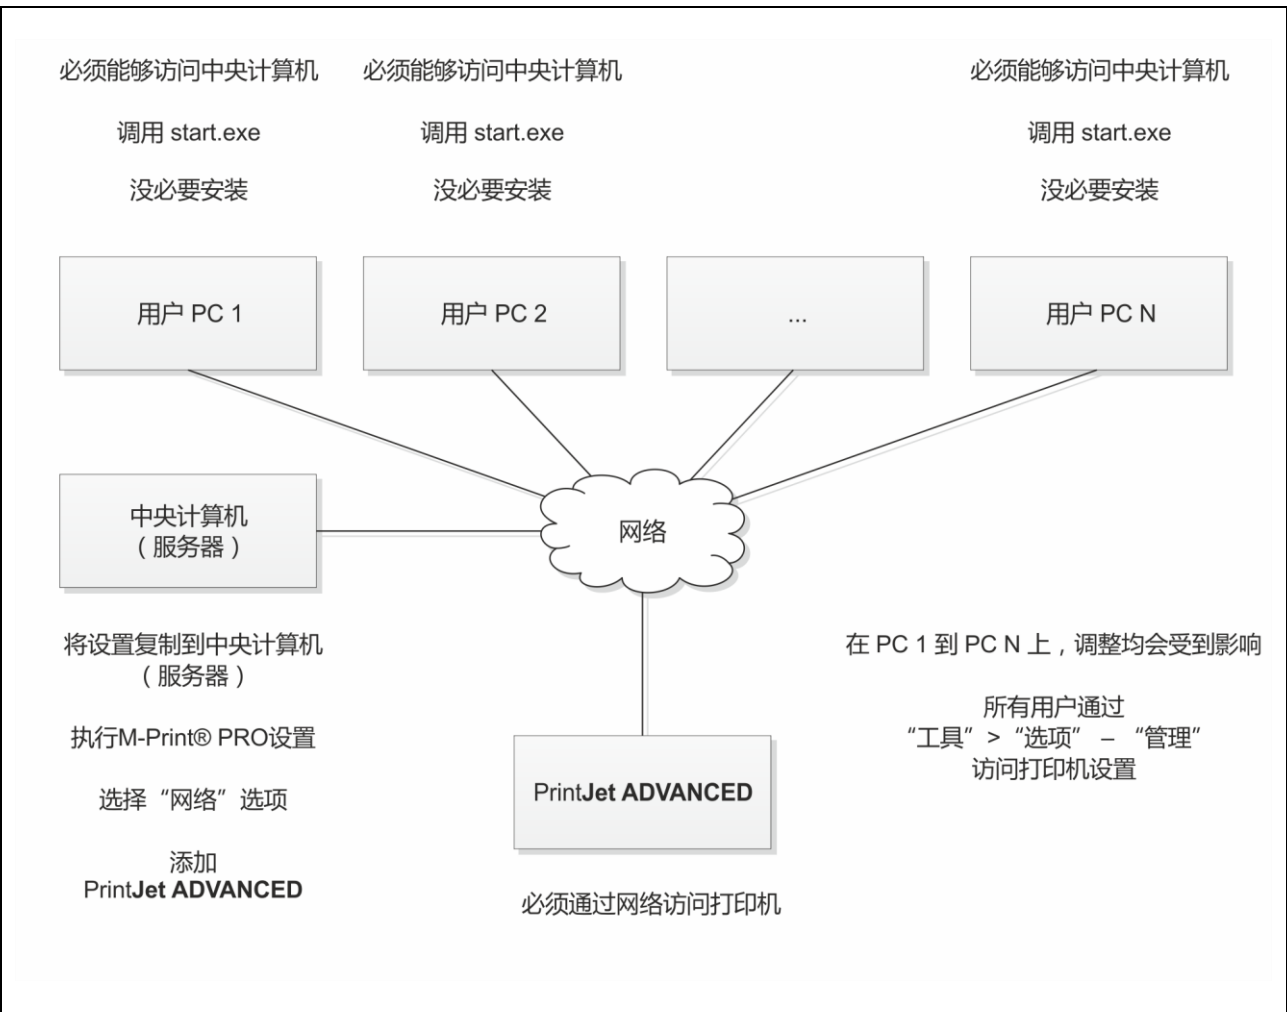 必须能够访问中央计算机
必须能够访问中央计算机
必须能够访问中央计算机
调用 start.exe
调用 start.exe
调用 start.exe
没必要安装
没必要安装
没必要安装
用户 PC 1
用户 PC 2
...
用户 PC N
中央计算机
（服务器）
网络
将设置复制到中央计算机
（服务器）
执行M-Print® PRO设置
选择“网络”选项
添加
PrintJet ADVANCED
PrintJet ADVANCED
必须通过网络访问打印机
在 PC 1 到 PC N 上，调整均会受到影响
所有用户通过
“工具”>“选项” – “管理”
访问打印机设置